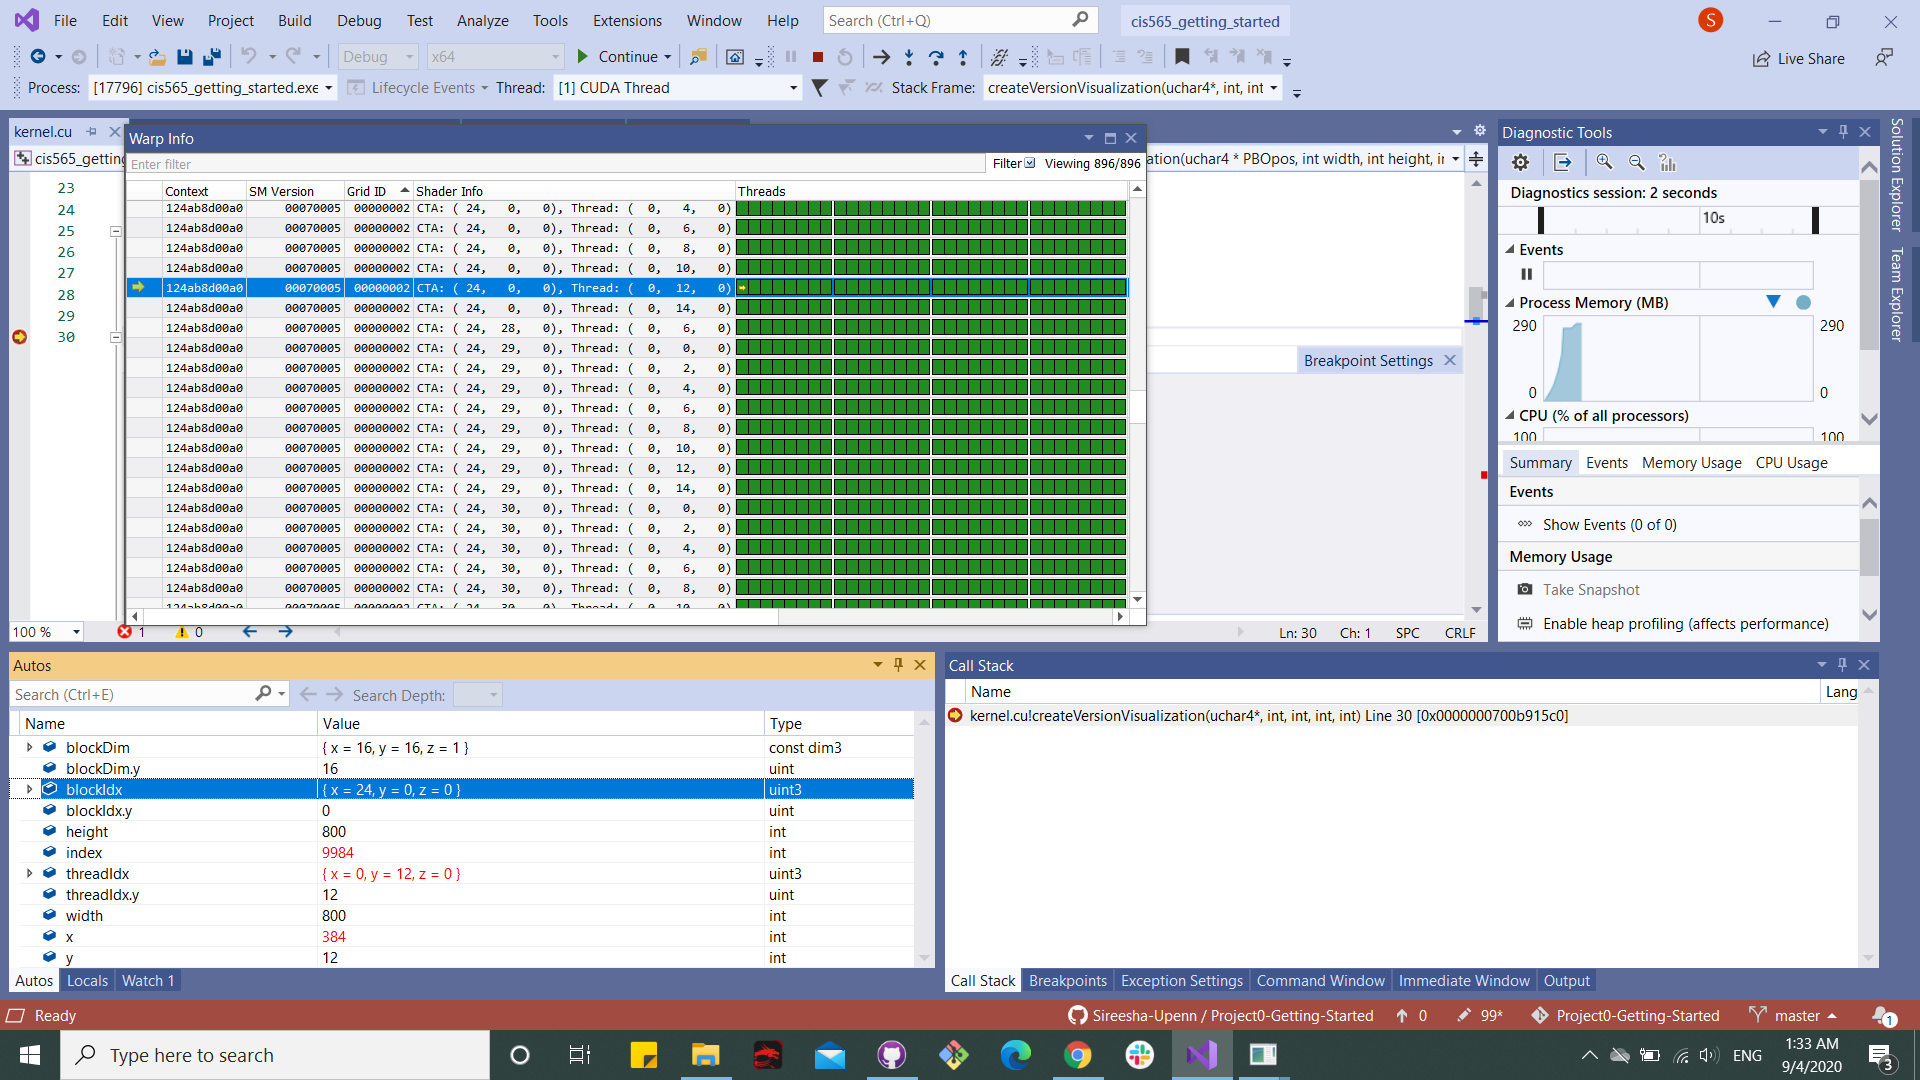 File Edit View Project Build Debug Test Analyze Tools Extensions Window Help Search (Ctrl+Q) cis565_getting_started S
Debug x64 Continue Live Share
Process: [17796] cis565_getting_started.exe Lifecycle Events Thread: [1] CUDA Thread Stack Frame: createVersionVisualization(uchar4*, int, int
kernel.cu
cis565_getting
ation(uchar4 * PBOpos, int width, int height, ir
23
24
25
26
27
28
29
30
Warp Info
Enter filter Filter Viewing 896/896
Context SM Version Grid ID Shader Info Threads
124ab8d00a0 00070005 00000002 CTA: ( 24, 0, 0), Thread: ( 0, 4, 0)
124ab8d00a0 00070005 00000002 CTA: ( 24, 0, 0), Thread: ( 0, 6, 0)
124ab8d00a0 00070005 00000002 CTA: ( 24, 0, 0), Thread: ( 0, 8, 0)
124ab8d00a0 00070005 00000002 CTA: ( 24, 0, 0), Thread: ( 0, 10, 0)
124ab8d00a0 00070005 00000002 CTA: ( 24, 0, 0), Thread: ( 0, 12, 0)
124ab8d00a0 00070005 00000002 CTA: ( 24, 0, 0), Thread: ( 0, 14, 0)
124ab8d00a0 00070005 00000002 CTA: ( 24, 28, 0), Thread: ( 0, 6, 0)
124ab8d00a0 00070005 00000002 CTA: ( 24, 29, 0), Thread: ( 0, 0, 0)
124ab8d00a0 00070005 00000002 CTA: ( 24, 29, 0), Thread: ( 0, 2, 0)
124ab8d00a0 00070005 00000002 CTA: ( 24, 29, 0), Thread: ( 0, 4, 0)
124ab8d00a0 00070005 00000002 CTA: ( 24, 29, 0), Thread: ( 0, 6, 0)
124ab8d00a0 00070005 00000002 CTA: ( 24, 29, 0), Thread: ( 0, 8, 0)
124ab8d00a0 00070005 00000002 CTA: ( 24, 29, 0), Thread: ( 0, 10, 0)
124ab8d00a0 00070005 00000002 CTA: ( 24, 29, 0), Thread: ( 0, 12, 0)
124ab8d00a0 00070005 00000002 CTA: ( 24, 29, 0), Thread: ( 0, 14, 0)
124ab8d00a0 00070005 00000002 CTA: ( 24, 30, 0), Thread: ( 0, 0, 0)
124ab8d00a0 00070005 00000002 CTA: ( 24, 30, 0), Thread: ( 0, 2, 0)
124ab8d00a0 00070005 00000002 CTA: ( 24, 30, 0), Thread: ( 0, 4, 0)
124ab8d00a0 00070005 00000002 CTA: ( 24, 30, 0), Thread: ( 0, 6, 0)
124ab8d00a0 00070005 00000002 CTA: ( 24, 30, 0), Thread: ( 0, 8, 0)
124ab8d00a0 00070005 00000002 CTA: ( 24, 30, 0), Thread: ( 0, 10, 0)
Breakpoint Settings
100 % 1 0 Ln: 30 Ch: 1 SPC CRLF
Diagnostic Tools
Diagnostics session: 2 seconds
10s
Events
Process Memory (MB)
290 290
0 0
CPU (% of all processors)
100 100
Summary Events Memory Usage CPU Usage
Events
Show Events (0 of 0)
Memory Usage
Take Snapshot
Enable heap profiling (affects performance)
Solution Explorer
Team Explorer
Autos
Search (Ctrl+E) Search Depth:
Name Value Type
blockDim { x = 16, y = 16, z = 1 } const dim3
blockDim.y 16 uint
blockIdx { x = 24, y = 0, z = 0 } uint3
blockIdx.y 0 uint
height 800 int
index 9984 int
threadIdx { x = 0, y = 12, z = 0 } uint3
threadIdx.y 12 uint
width 800 int
x 384 int
y 12 int
Autos Locals Watch 1
Call Stack
Name Lang
kernel.cu!createVersionVisualization(uchar4*, int, int, int, int) Line 30 [0x0000000700b915c0]
Call Stack Breakpoints Exception Settings Command Window Immediate Window Output
Ready Sireesha-Upenn / Project0-Getting-Started 0 99* Project0-Getting-Started master 1
Type here to search ENG 1:33 AM
9/4/2020 3